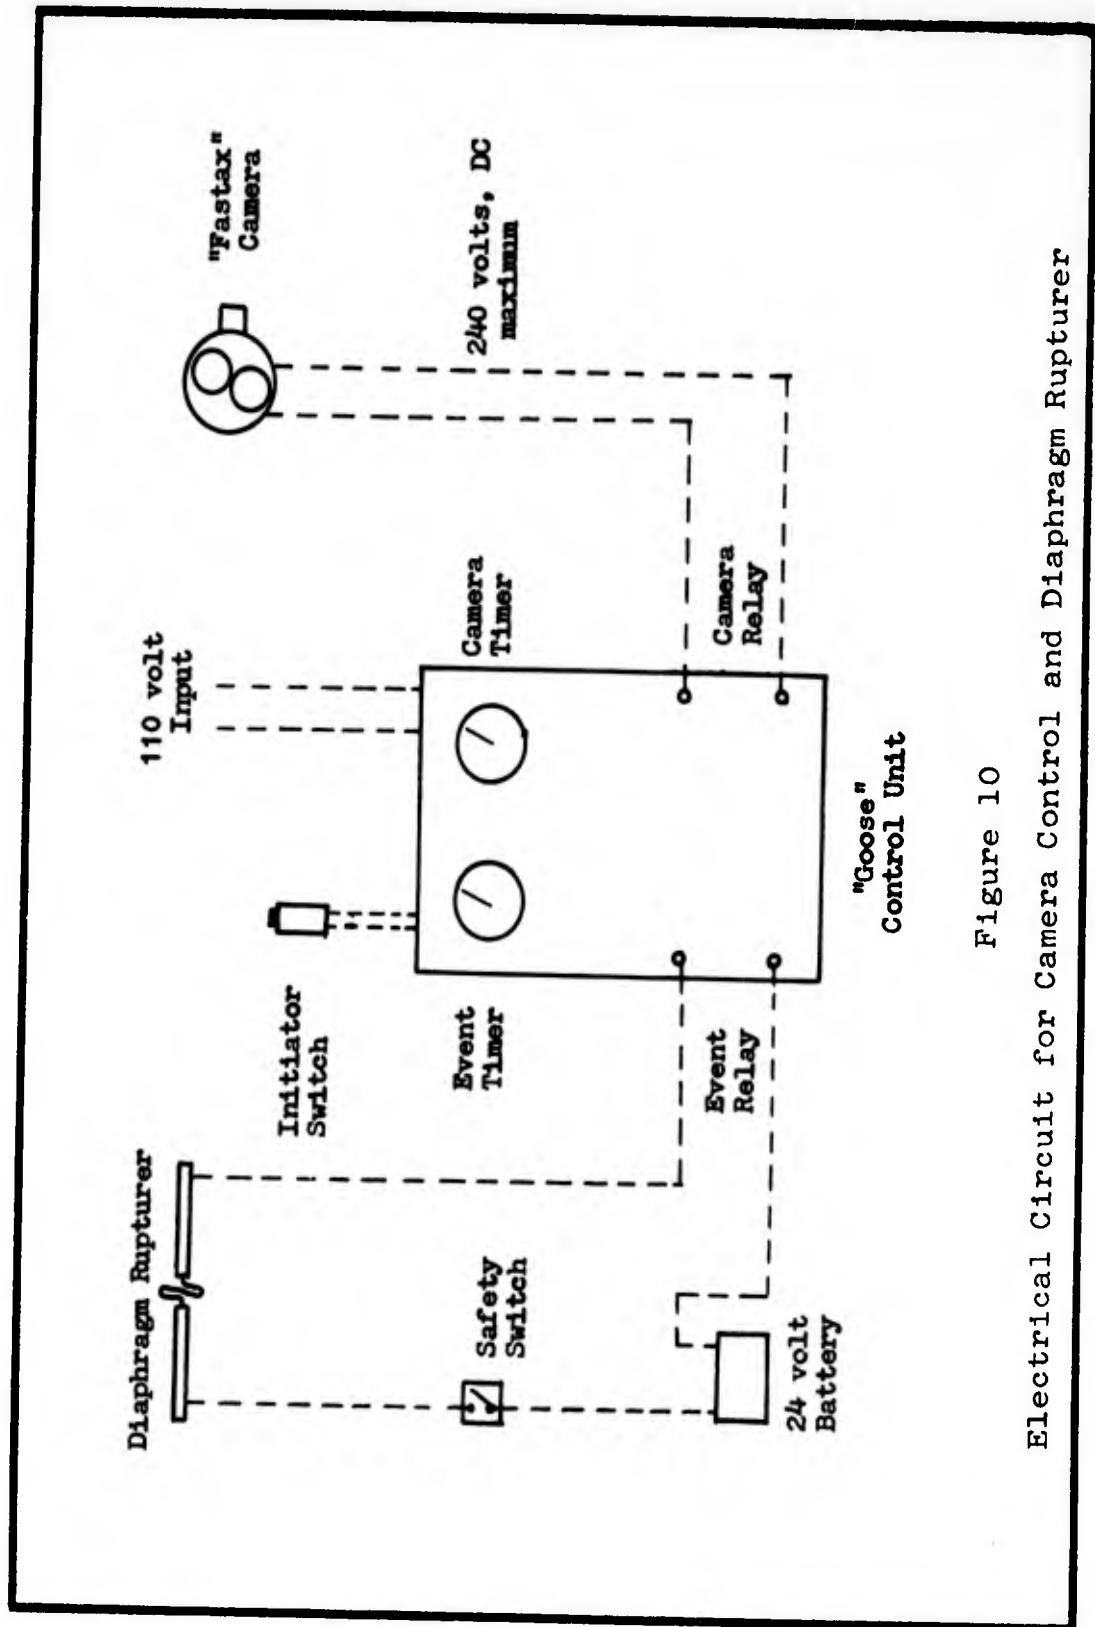 Diaphragm Rupturer
Initiator
Switch
110 volt
Input
"Fastax"
Camera
Safety
Switch
Event
Timer
Camera
Timer
240 volts, DC
maximum
24 volt
Battery
Event
Relay
Camera
Relay
"Goose"
Control Unit
Figure 10
Electrical Circuit for Camera Control and Diaphragm Rupturer